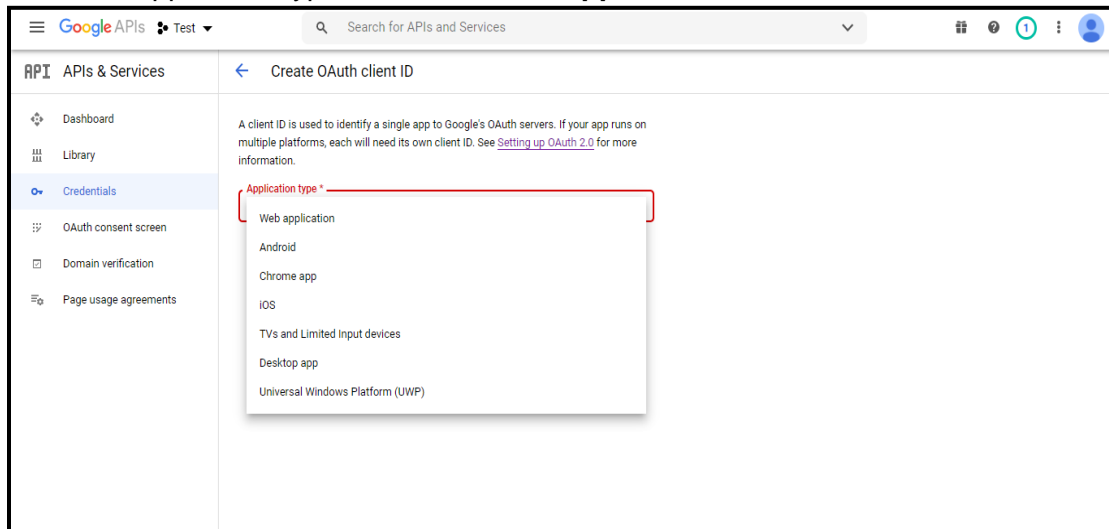 Google APIs Test
Search for APIs and Services
1
API APIs & Services
Create OAuth client ID
Dashboard
Library
Credentials
OAuth consent screen
Domain verification
Page usage agreements
A client ID is used to identify a single app to Google's OAuth servers. If your app runs on
multiple platforms, each will need its own client ID. See Setting up OAuth 2.0 for more
information.
Application type *
Web application
Android
Chrome app
iOS
TVs and Limited Input devices
Desktop app
Universal Windows Platform (UWP)